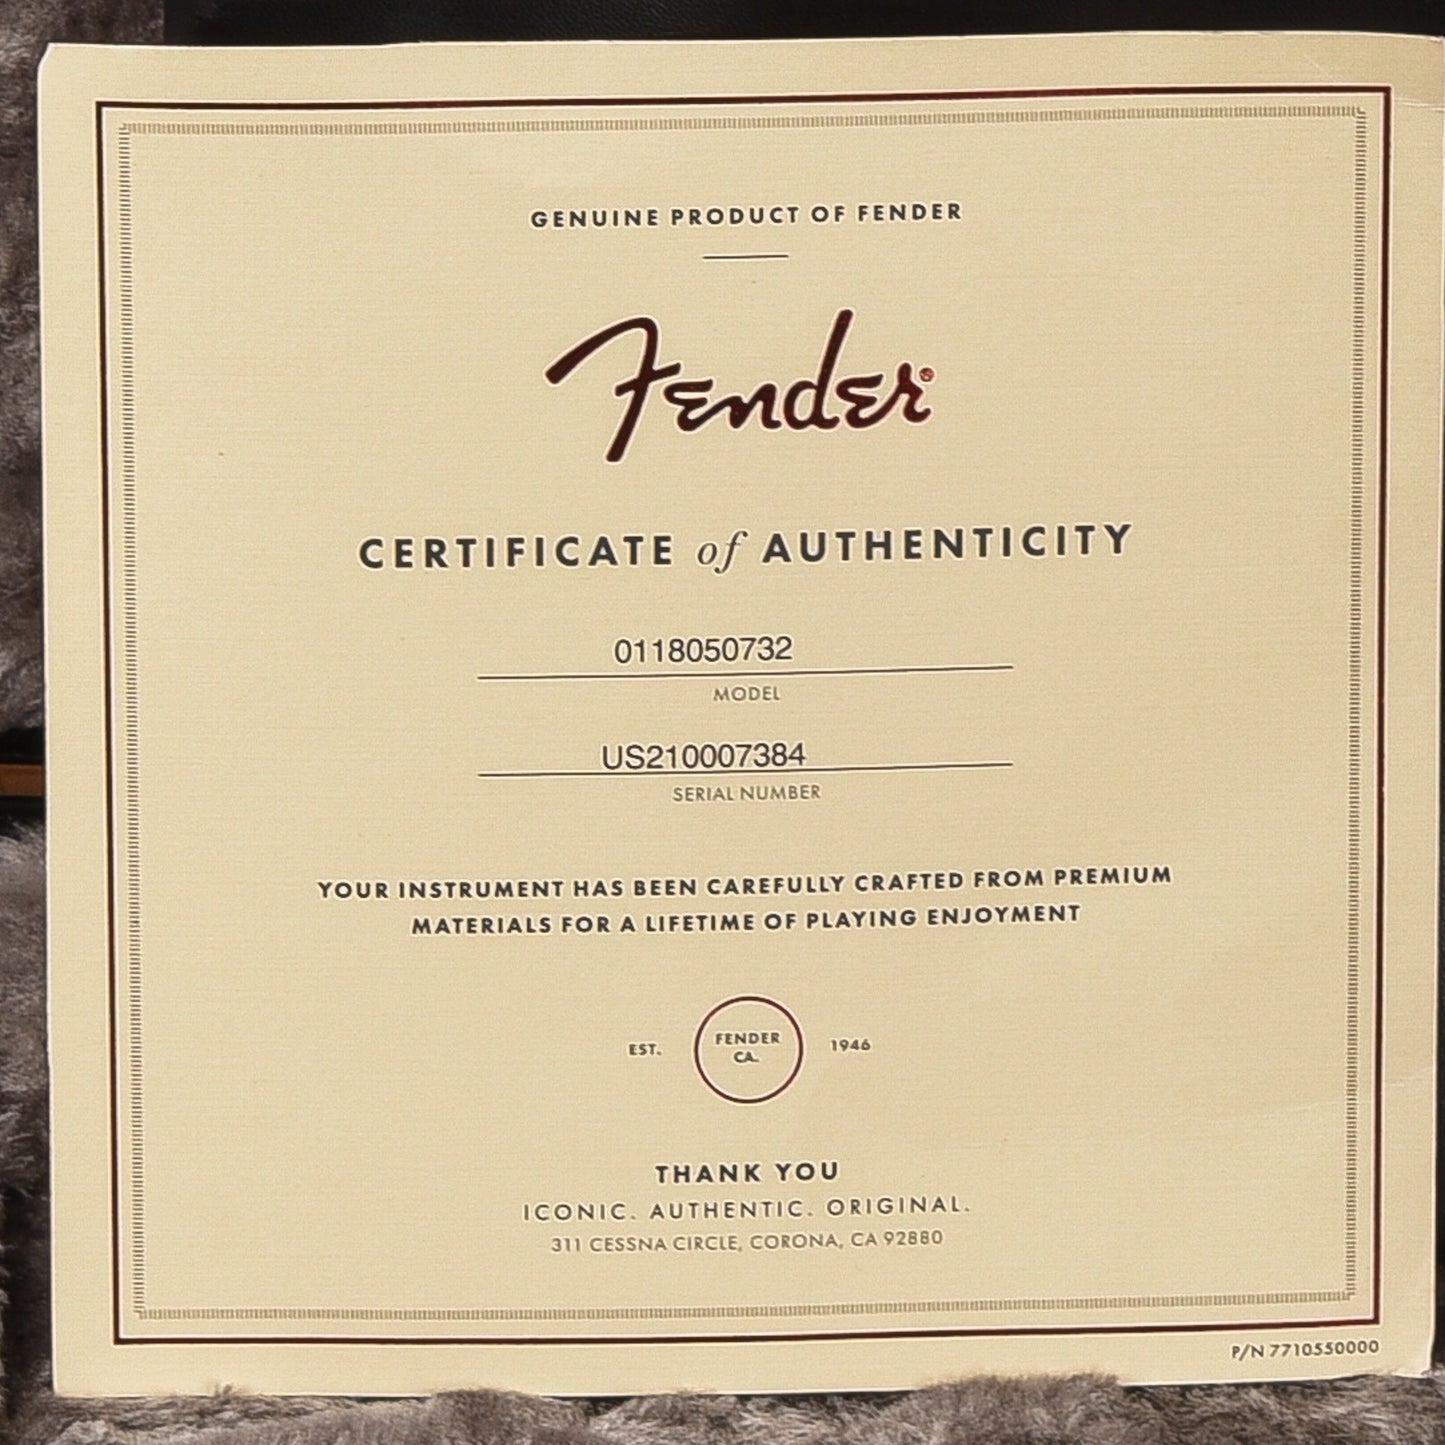 GENUINE PRODUCT OF FENDER
Fender®
CERTIFICATE of AUTHENTICITY
0118050732
MODEL
US210007384
SERIAL NUMBER
YOUR INSTRUMENT HAS BEEN CAREFULLY CRAFTED FROM PREMIUM
MATERIALS FOR A LIFETIME OF PLAYING ENJOYMENT
EST. FENDER CA. 1946
THANK YOU
ICONIC. AUTHENTIC. ORIGINAL.
311 CESSNA CIRCLE, CORONA, CA 92880
P/N 7710550000